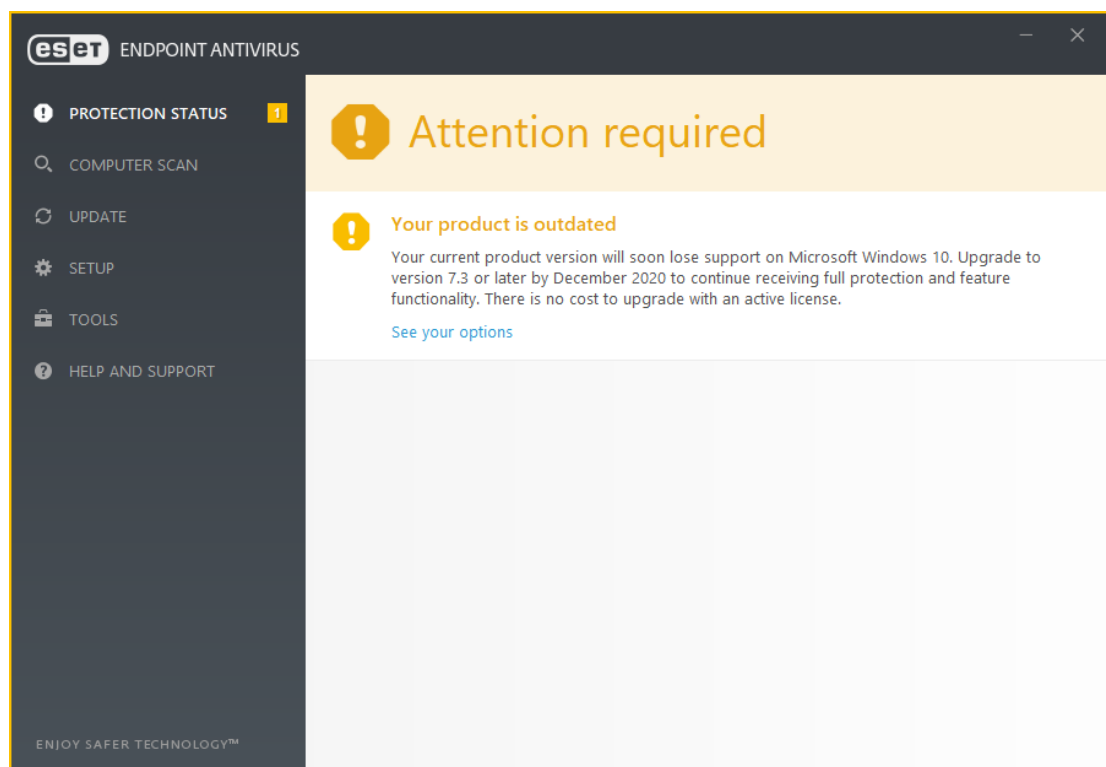 eset ENDPOINT ANTIVIRUS
PROTECTION STATUS 1
COMPUTER SCAN
UPDATE
SETUP
TOOLS
HELP AND SUPPORT
Attention required
Your product is outdated
Your current product version will soon lose support on Microsoft Windows 10. Upgrade to
version 7.3 or later by December 2020 to continue receiving full protection and feature
functionality. There is no cost to upgrade with an active license.
See your options
ENJOY SAFER TECHNOLOGY™